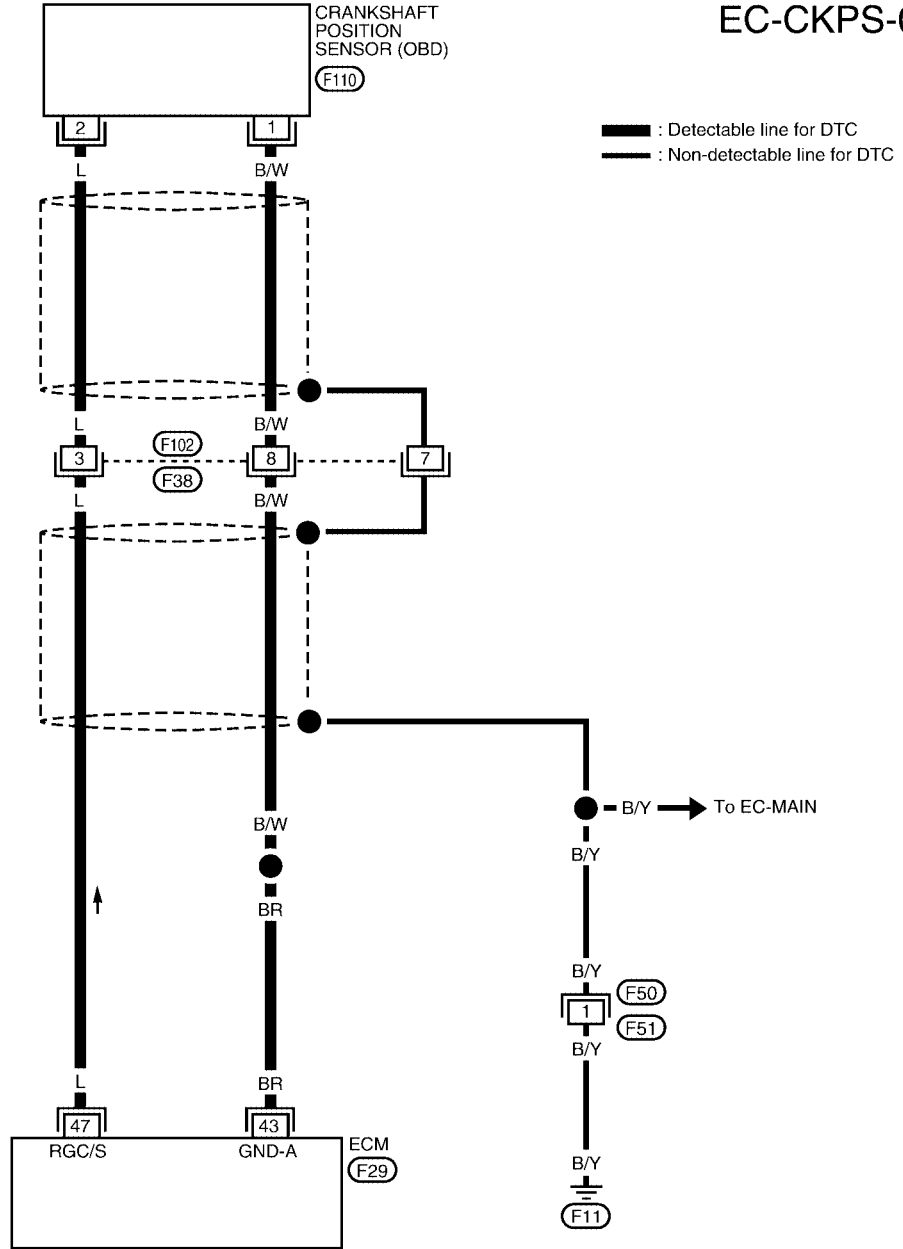 EC-CKPS-
CRANKSHAFT
POSITION
SENSOR (OBD)
F110
: Detectable line for DTC
: Non-detectable line for DTC
2
1
L
B/W
L
B/W
3
F102
8
7
F38
L
B/W
B/W
B/Y
To EC-MAIN
B/Y
BR
B/Y
1
F50
F51
B/Y
L
BR
47
43
RGC/S
GND-A
ECM
F29
B/Y
F11